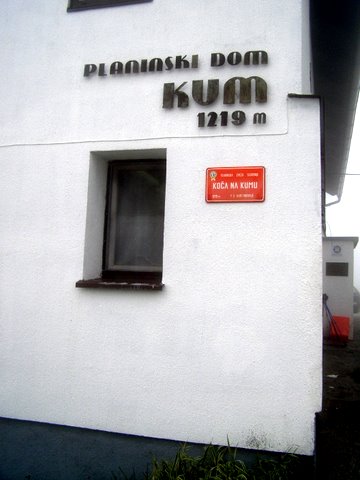 PLANINSKI DOM
KUM
1219 m
KOČA NA KUMU